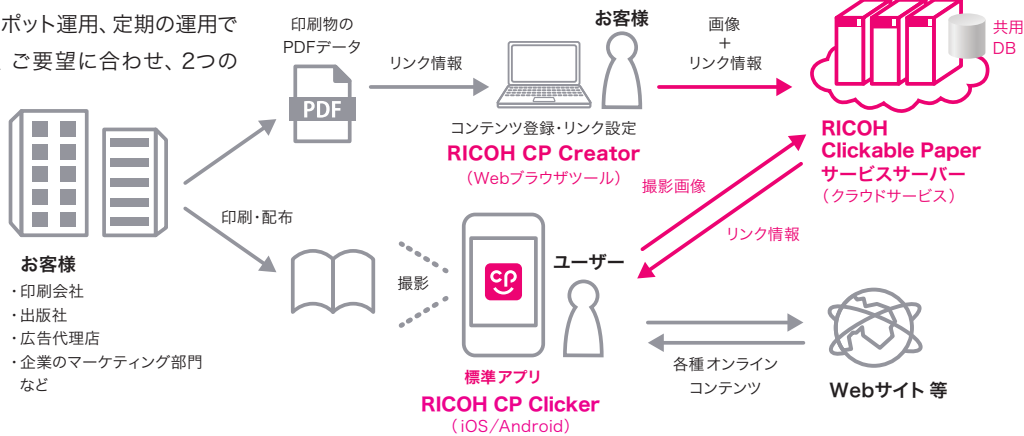 ポット運用、定期の運用で
ご要望に合わせ、2つの
印刷物の
PDFデータ
PDF
リンク情報
お客様
コンテンツ登録・リンク設定
RICOH CP Creator
（Webブラウザツール）
画像
+
リンク情報
共用
DB
RICOH
Clickable Paper
サービスサーバー
（クラウドサービス）
撮影画像
リンク情報
印刷・配布
お客様
・印刷会社
・出版社
・広告代理店
・企業のマーケティング部門
など
撮影
cp
ユーザー
標準アプリ
RICOH CP Clicker
（iOS/Android）
各種オンライン
コンテンツ
Webサイト 等